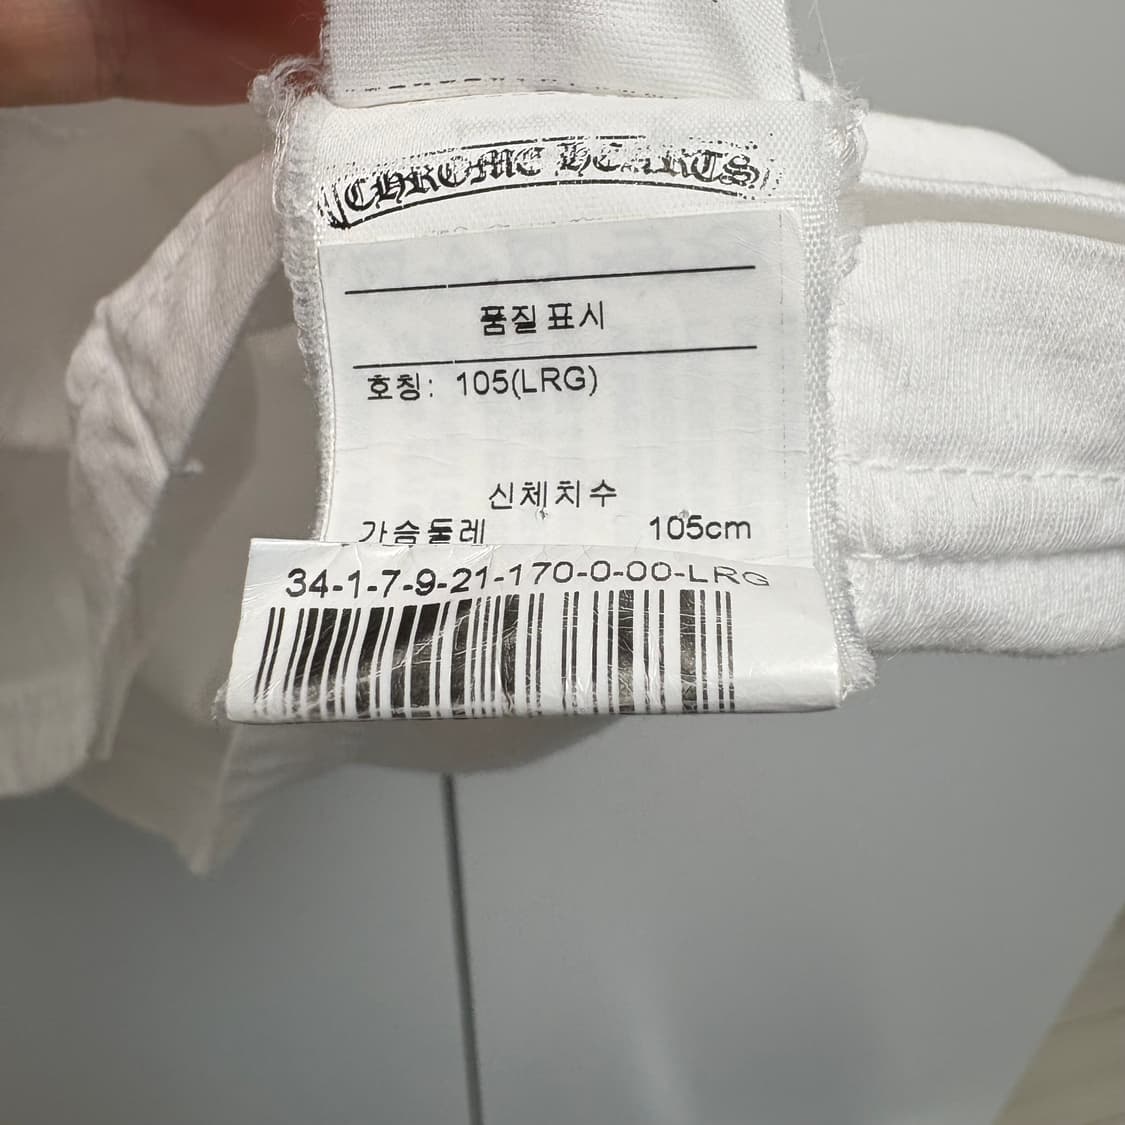 CHROME HEARTS
품질표시
호칭: 105(LRG)
신체치수
가슴둘레 105cm
34-1-7-9-21-170-0-00-LRG